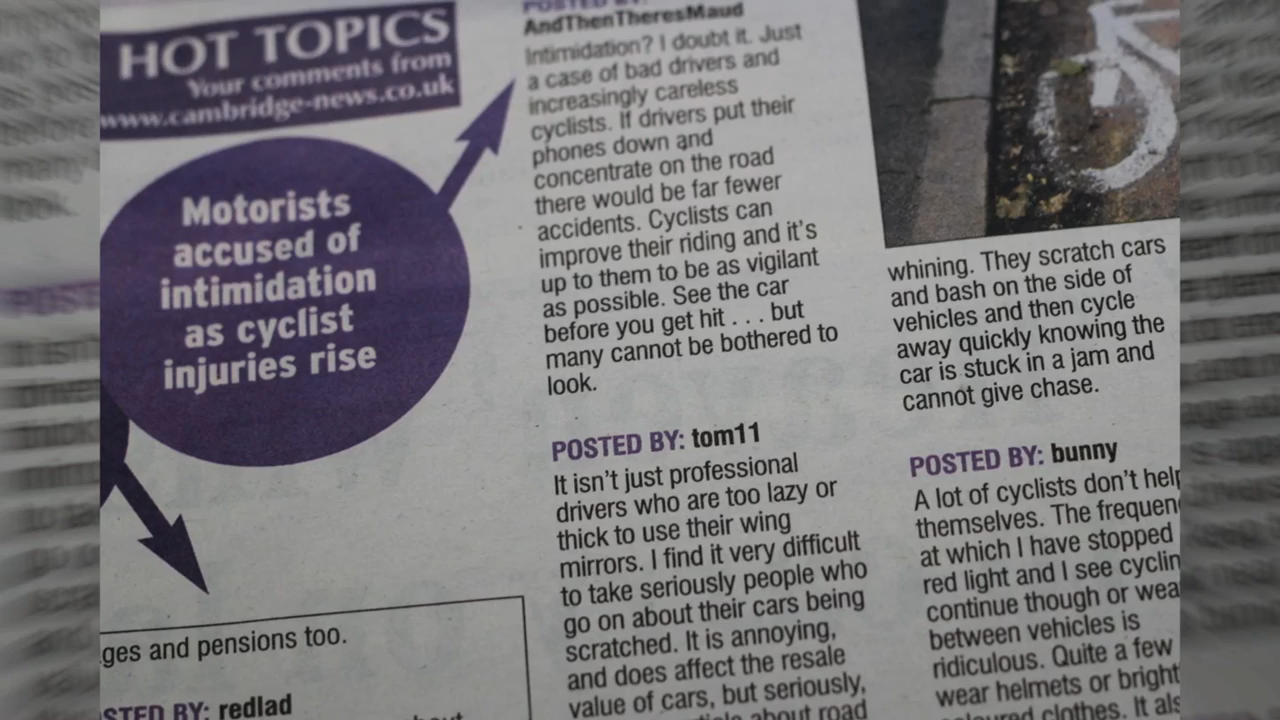 HOT TOPICS
Your comments from
www.cambridge-news.co.uk
Motorists
accused of
intimidation
as cyclist
injuries rise
ges and pensions too.
STED BY: redlad
POSTED BY:
AndThenTheresMaud
Intimidation? I doubt it. Just
a case of bad drivers and
increasingly careless
cyclists. If drivers put their
phones down and
concentrate on the road
there would be far fewer
accidents. Cyclists can
improve their riding and it's
up to them to be as vigilant
as possible. See the car
before you get hit . . . but
many cannot be bothered to
look.
POSTED BY: tom11
It isn't just professional
drivers who are too lazy or
thick to use their wing
mirrors. I find it very difficult
to take seriously people who
go on about their cars being
scratched. It is annoying,
and does affect the resale
value of cars, but seriously,
about road
whining. They scratch cars
and bash on the side of
vehicles and then cycle
away quickly knowing the
car is stuck in a jam and
cannot give chase.
POSTED BY: bunny
A lot of cyclists don't help
themselves. The frequen
at which I have stopped
red light and I see cyclin
continue though or wea
between vehicles is
ridiculous. Quite a few
wear helmets or bright
coloured clothes. It als